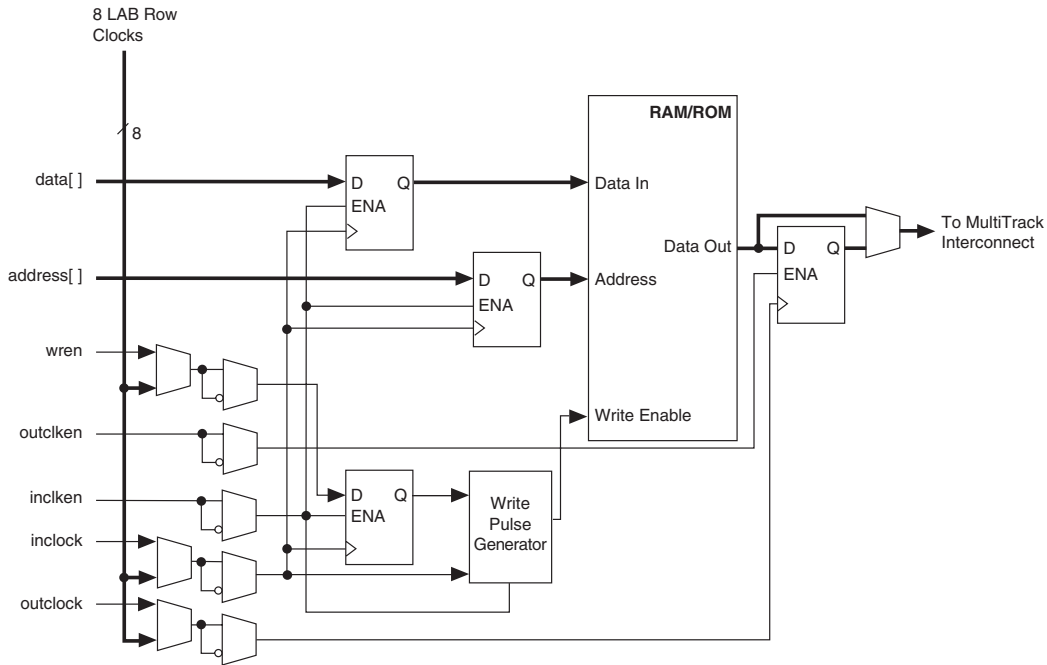 8 LAB Row
Clocks
8
RAM/ROM
data[ ]
D Q
ENA
Data In
To MultiTrack
Interconnect
Data Out
D Q
ENA
address[ ]
D Q
ENA
Address
wren
Write Enable
outclken
inclken
D Q
ENA
Write
Pulse
Generator
inclock
outclock